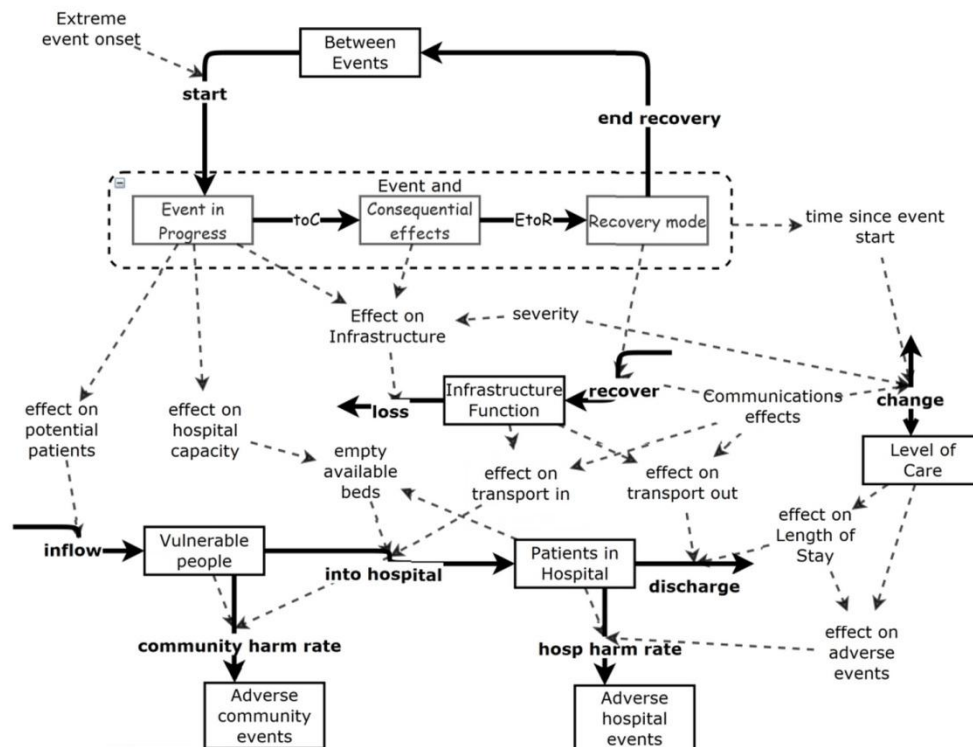 Extreme
event onset
Between
Events
start
end recovery
Event and
Event in
Progress
toC
Consequential
effects
EtoR
Recovery mode
time since event
start
Effect on
Infrastructure
severity
Infrastructure
Function
loss
recover
Communications
effects
change
effect on
potential
patients
effect on
hospital
capacity
empty
available
beds
effect on
transport in
effect on
transport out
Level of
Care
effect on
Length of
Stay
inflow
Vulnerable
people
into hospital
Patients in
Hospital
discharge
community harm rate
hosp harm rate
effect on
adverse
events
Adverse
community
events
Adverse
hospital
events